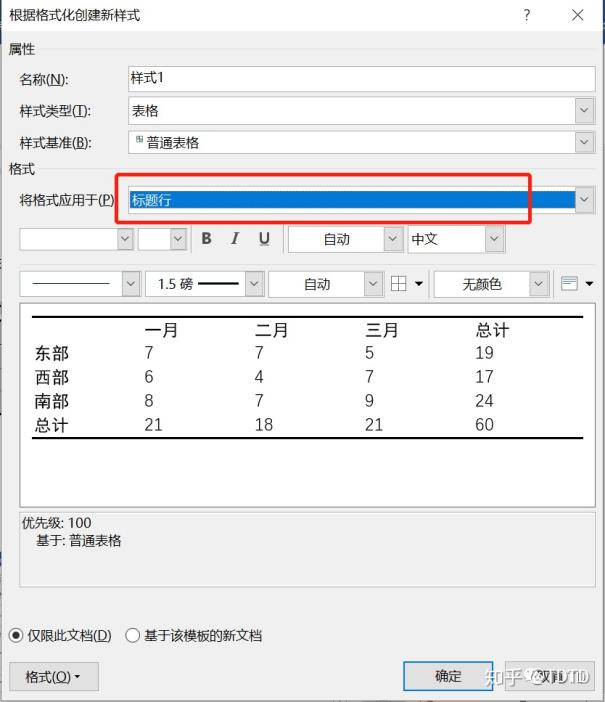 根据格式化创建新样式 ?
属性
名称(N): 样式1
样式类型(T): 表格
样式基准(B): 普通表格
格式
将格式应用于(P) 标题行
B I U 自动 中文
1.5 磅 自动 无颜色
一月 二月 三月 总计
东部 7 7 5 19
西部 6 4 7 17
南部 8 7 9 24
总计 21 18 21 60
优先级: 100
基于: 普通表格
仅限此文档(D) 基于该模板的新文档
格式(O) 确定
知乎